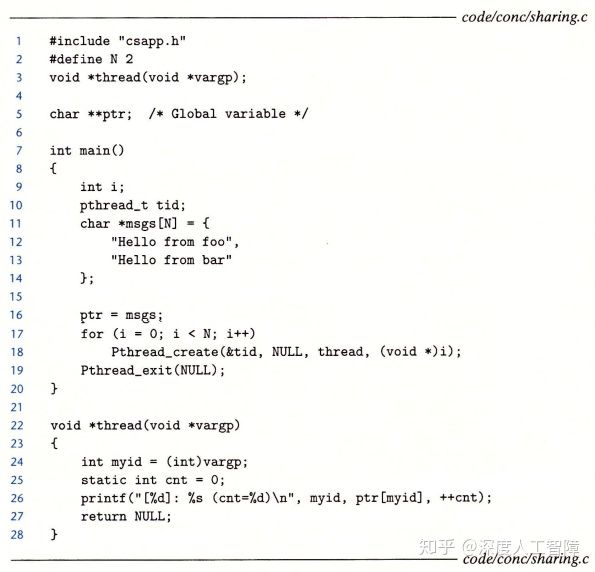 code/conc/sharing.c
1 #include "csapp.h"
2 #define N 2
3 void *thread(void *vargp);
4
5 char **ptr;  /* Global variable */
6
7 int main()
8 {
9     int i;
10     pthread_t tid;
11     char *msgs[N] = {
12         "Hello from foo",
13         "Hello from bar"
14     };
15
16     ptr = msgs;
17     for (i = 0; i < N; i++)
18         Pthread_create(&tid, NULL, thread, (void *)i);
19     Pthread_exit(NULL);
20 }
21
22 void *thread(void *vargp)
23 {
24     int myid = (int)vargp;
25     static int cnt = 0;
26     printf("[%d]: %s (cnt=%d)\n", myid, ptr[myid], ++cnt);
27     return NULL;
28 }
知乎 @深度人工智障
code/conc/sharing.c